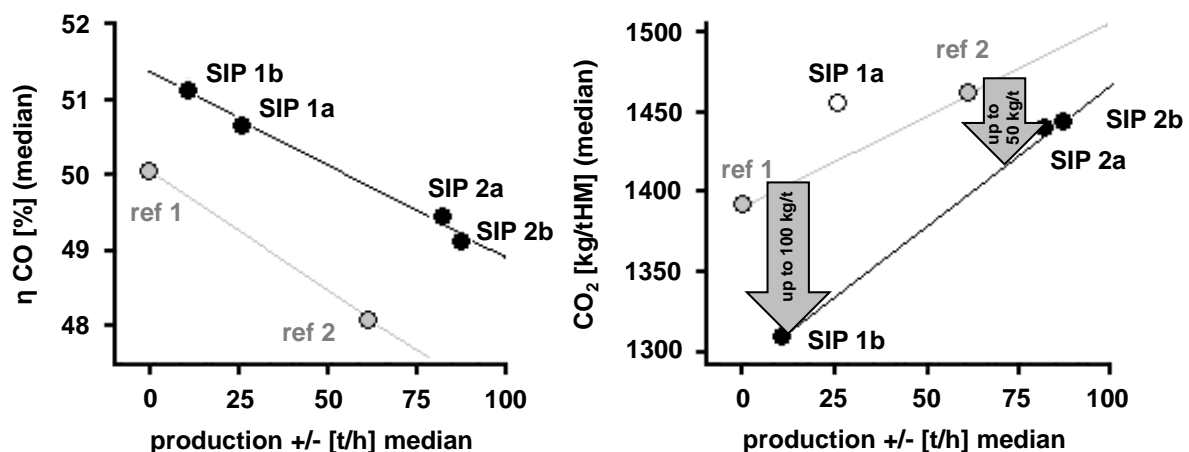 52
51
50
49
48
η CO [%] (median)
SIP 1b
SIP 1a
ref 1
SIP 2a
SIP 2b
ref 2
0 25 50 75 100
production +/- [t/h] median
1500
1450
1400
1350
1300
CO₂ [kg/tHM] (median)
ref 2
SIP 1a
up to
50 kg/t
SIP 2b
SIP 2a
ref 1
up to 100 kg/t
SIP 1b
0 25 50 75 100
production +/- [t/h] median